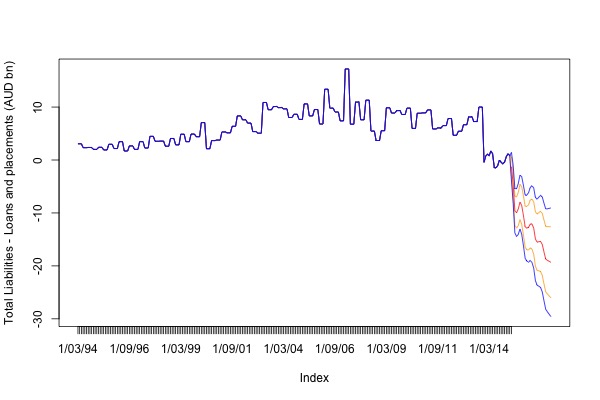 Total Liabilities - Loans and placements (AUD bn)
10
0
-10
-20
-30
1/03/94 1/09/96 1/03/99 1/09/01 1/03/04 1/09/06 1/03/09 1/09/11 1/03/14
Index